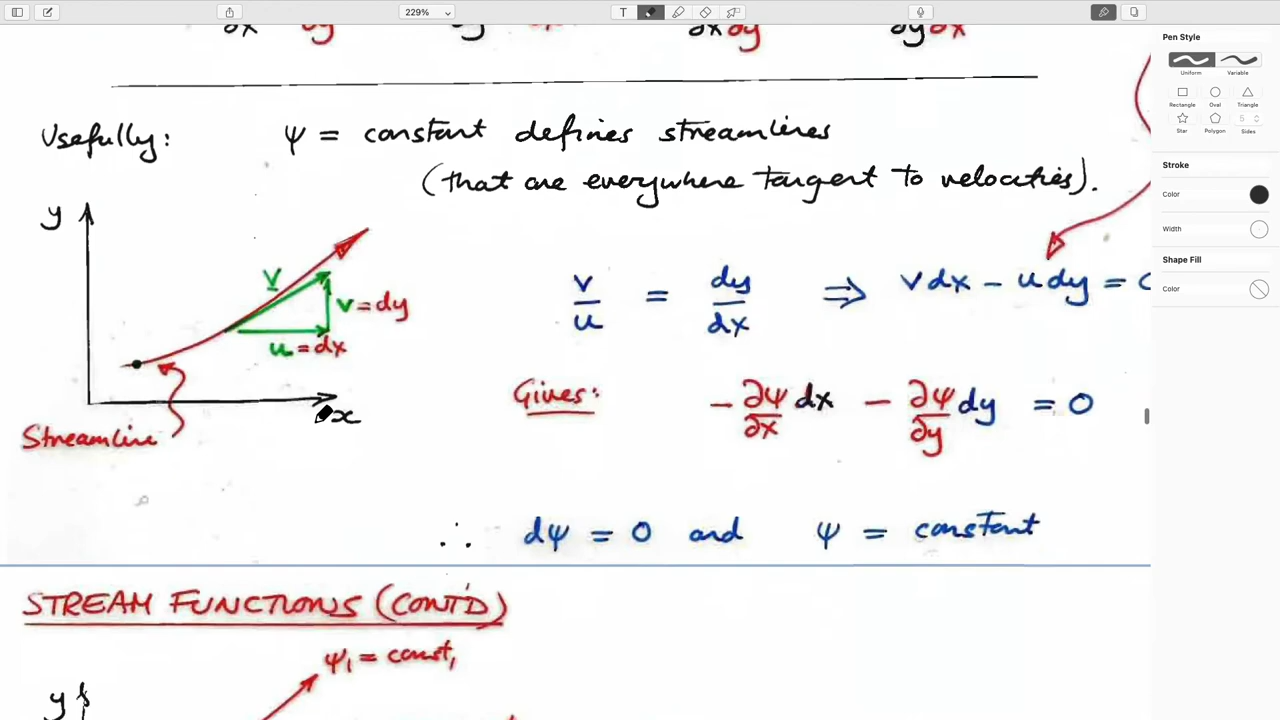 229%
T
∂x ∂y ∂x∂y ∂y∂x
Usefully: ψ = constant defines streamlines
(that are everywhere tangent to velocities).
y
V
v = dy
u = dx
x
Streamline
v/u = dy/dx ⇒ vdx - udy =
Gives: - ∂ψ/∂x dx - ∂ψ/∂y dy = 0
∴ dψ = 0 and ψ = constant
STREAM FUNCTIONS (CONT'D)
ψ1 = const,
y
Pen Style
Uniform Variable
Rectangle Oval Triangle
Star Polygon 5 Sides
Stroke
Color
Width
Shape Fill
Color